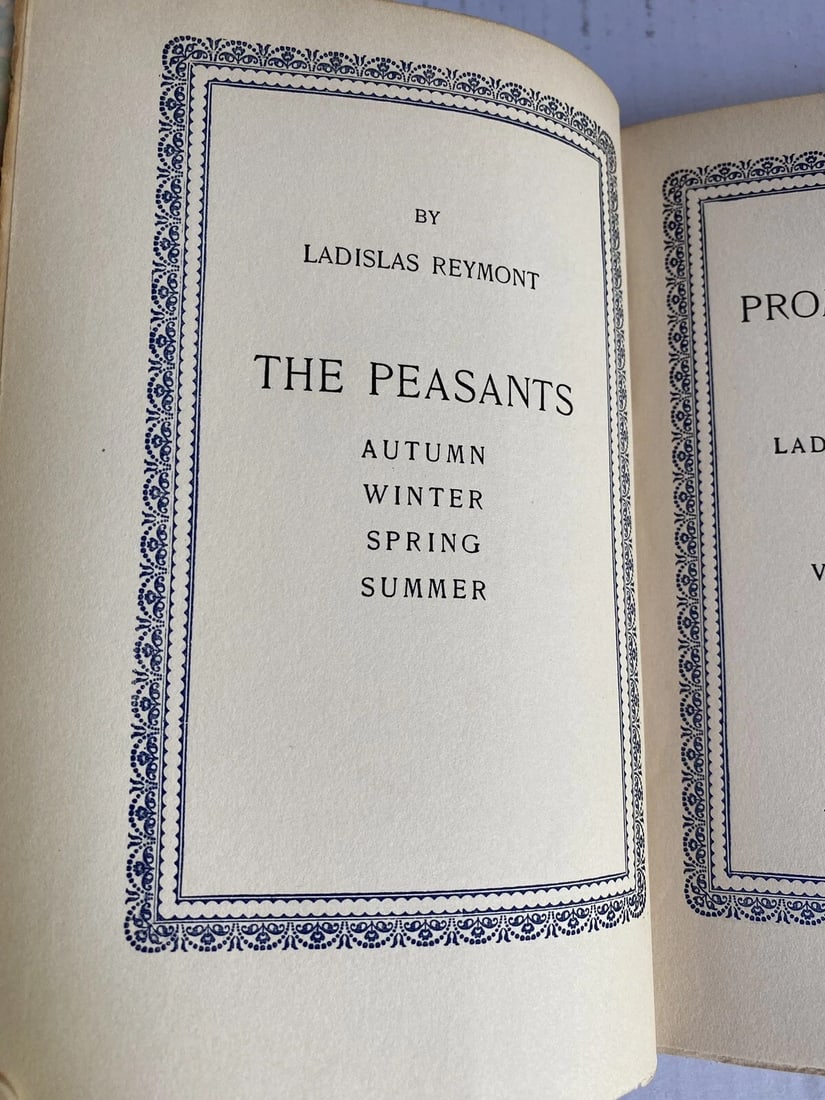 BY
LADISLAS REYMONT
THE PEASANTS
AUTUMN
WINTER
SPRING
SUMMER